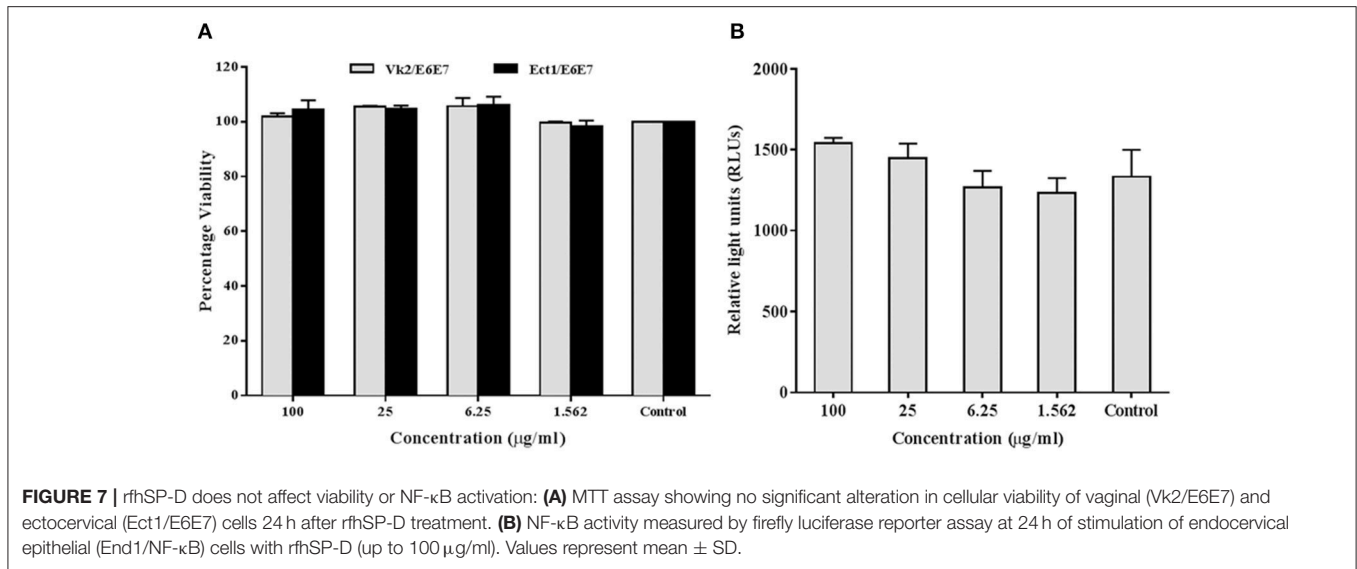 A
120
100
80
60
40
20
0
Percentage Viability
Vk2/E6E7 Ect1/E6E7
100 25 6.25 1.562 Control
Concentration (µg/ml)
B
2000
1500
1000
500
0
Relative light units (RLUs)
100 25 6.25 1.562 Control
Concentration (µg/ml)
FIGURE 7 | rfhSP-D does not affect viability or NF-κB activation: (A) MTT assay showing no significant alteration in cellular viability of vaginal (Vk2/E6E7) and
ectocervical (Ect1/E6E7) cells 24 h after rfhSP-D treatment. (B) NF-κB activity measured by firefly luciferase reporter assay at 24 h of stimulation of endocervical
epithelial (End1/NF-κB) cells with rfhSP-D (up to 100 µg/ml). Values represent mean ± SD.